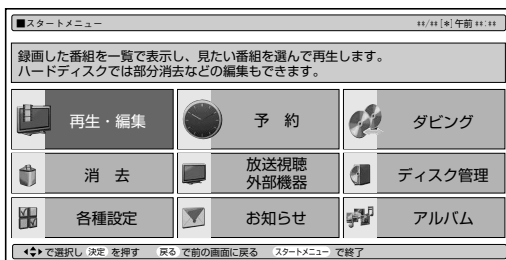 ■スタートメニュー ‡‡/‡‡[*]午前‡‡:‡‡
録画した番組を一覧で表示し、見たい番組を選んで再生します。
ハードディスクでは部分消去などの編集もできます。
再生・編集 予 約 ダビング
消 去 放送視聴 外部機器 ディスク管理
各種設定 お知らせ アルバム
で選択し 決定 を押す 戻る で前の画面に戻る スタートメニュー で終了